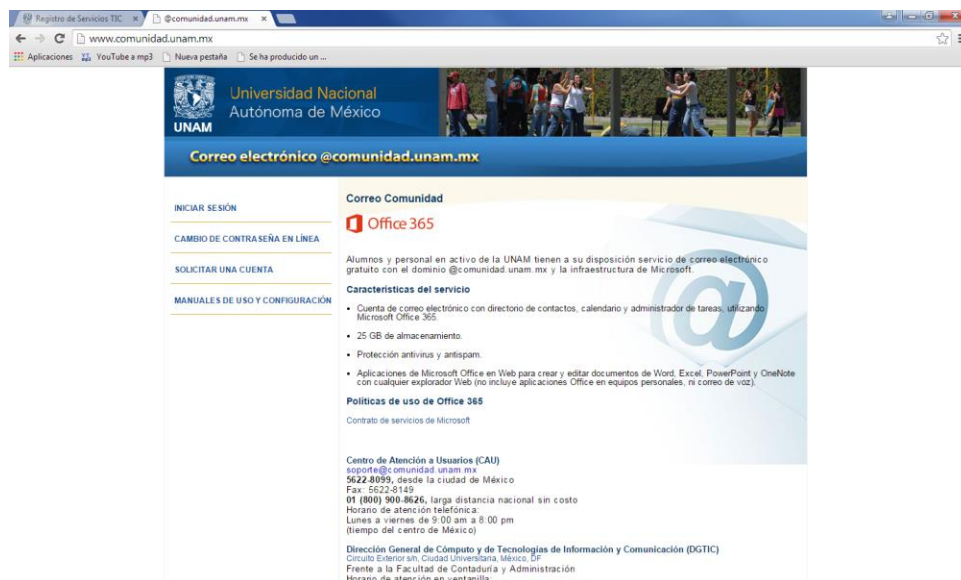 Registro de Servicios TIC
@comunidad.unam.mx
www.comunidad.unam.mx
Aplicaciones
YouTube a mp3
Nueva pestaña
Se ha producido un ...
Universidad Nacional
Autónoma de México
UNAM
Correo electrónico @comunidad.unam.mx
INICIAR SESIÓN
CAMBIO DE CONTRASEÑA EN LÍNEA
SOLICITAR UNA CUENTA
MANUALES DE USO Y CONFIGURACIÓN
Correo Comunidad
Office 365
Alumnos y personal en activo de la UNAM tienen a su disposición servicio de correo electrónico
gratuito con el dominio @comunidad.unam.mx y la infraestructura de Microsoft.
Características del servicio
• Cuenta de correo electrónico con directorio de contactos, calendario y administrador de tareas, utilizando
Microsoft Office 365.
• 25 GB de almacenamiento.
• Protección antivirus y antispam.
• Aplicaciones de Microsoft Office en Web para crear y editar documentos de Word, Excel, PowerPoint y OneNote
con cualquier explorador Web (no incluye aplicaciones Office en equipos personales, ni correo de voz).
Políticas de uso de Office 365
Contrato de servicios de Microsoft
Centro de Atención a Usuarios (CAU)
soporte@comunidad.unam.mx
5622-8099, desde la ciudad de México
Fax: 5622-8149
01 (800) 900-8626, larga distancia nacional sin costo
Horario de atención telefónica:
Lunes a viernes de 9:00 am a 8:00 pm
(tiempo del centro de México)
Dirección General de Cómputo y de Tecnologías de Información y Comunicación (DGTIC)
Circuito Exterior s/n, Ciudad Universitaria, México, DF
Frente a la Facultad de Contaduría y Administración
Horario de atención en ventanilla: